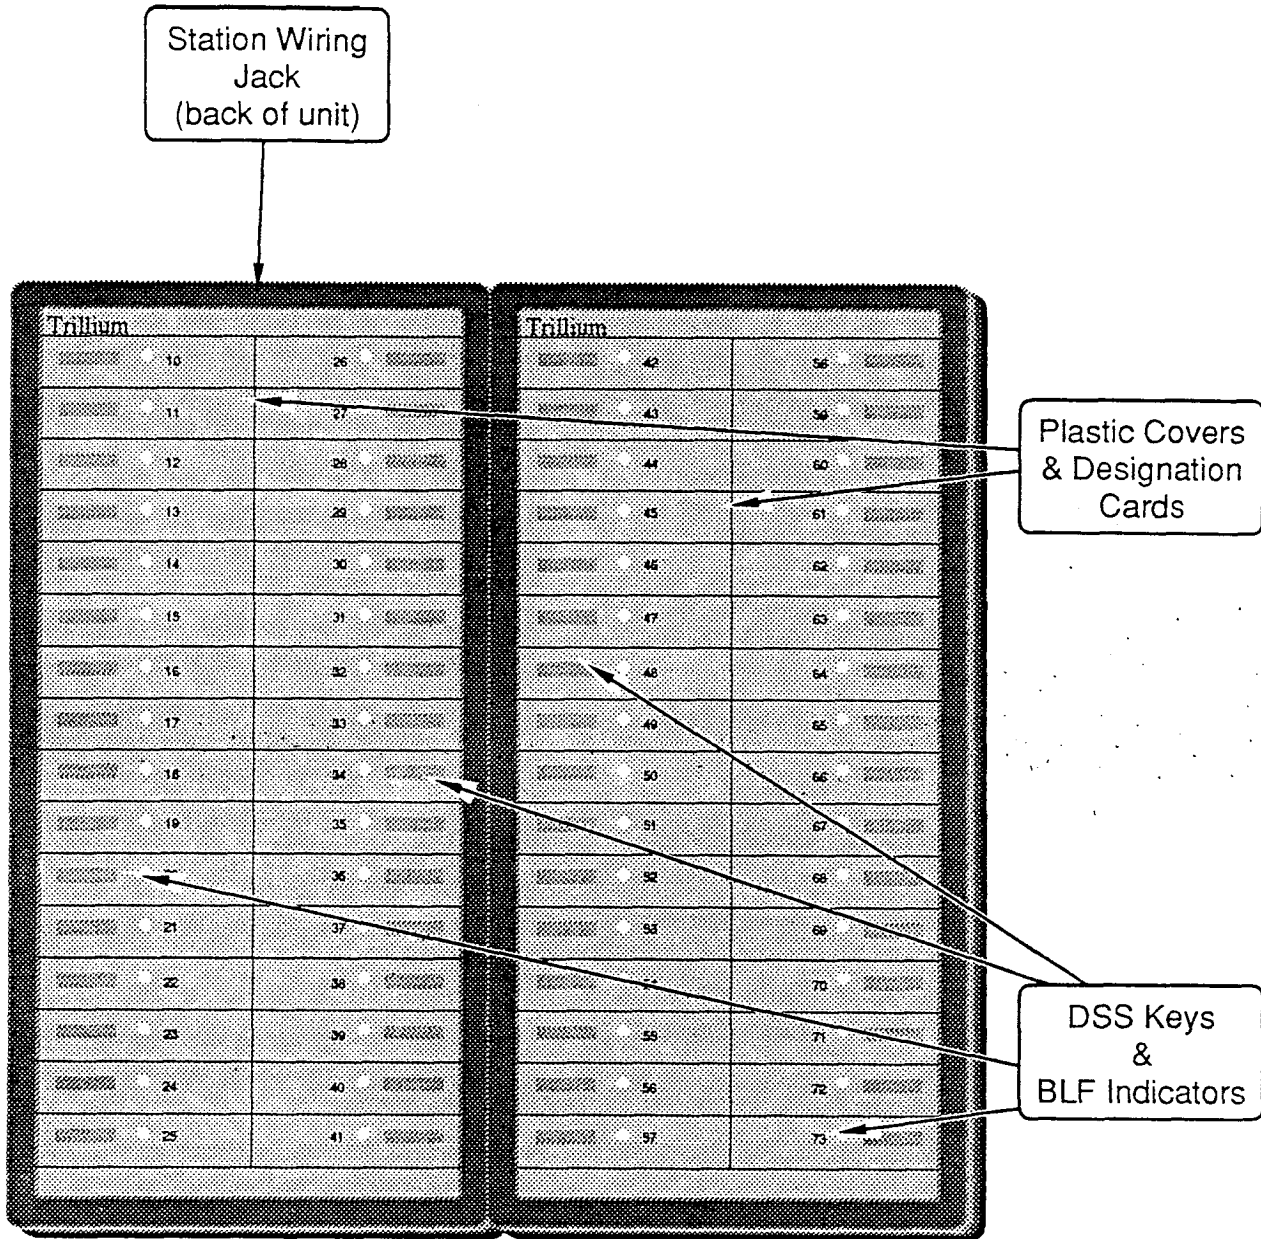 Station Wiring
Jack
(back of unit)
Trillium Trillium
10 26 42 58
11 27 43 59
12 28 44 60
13 29 45 61
14 30 46 62
15 31 47 63
16 32 48 64
17 33 49 65
18 34 50 66
19 35 51 67
36 52 68
21 37 53 69
22 38 70
23 39 55 71
24 40 56 72
25 41 57 73
Plastic Covers
& Designation
Cards
DSS Keys
&
BLF Indicators